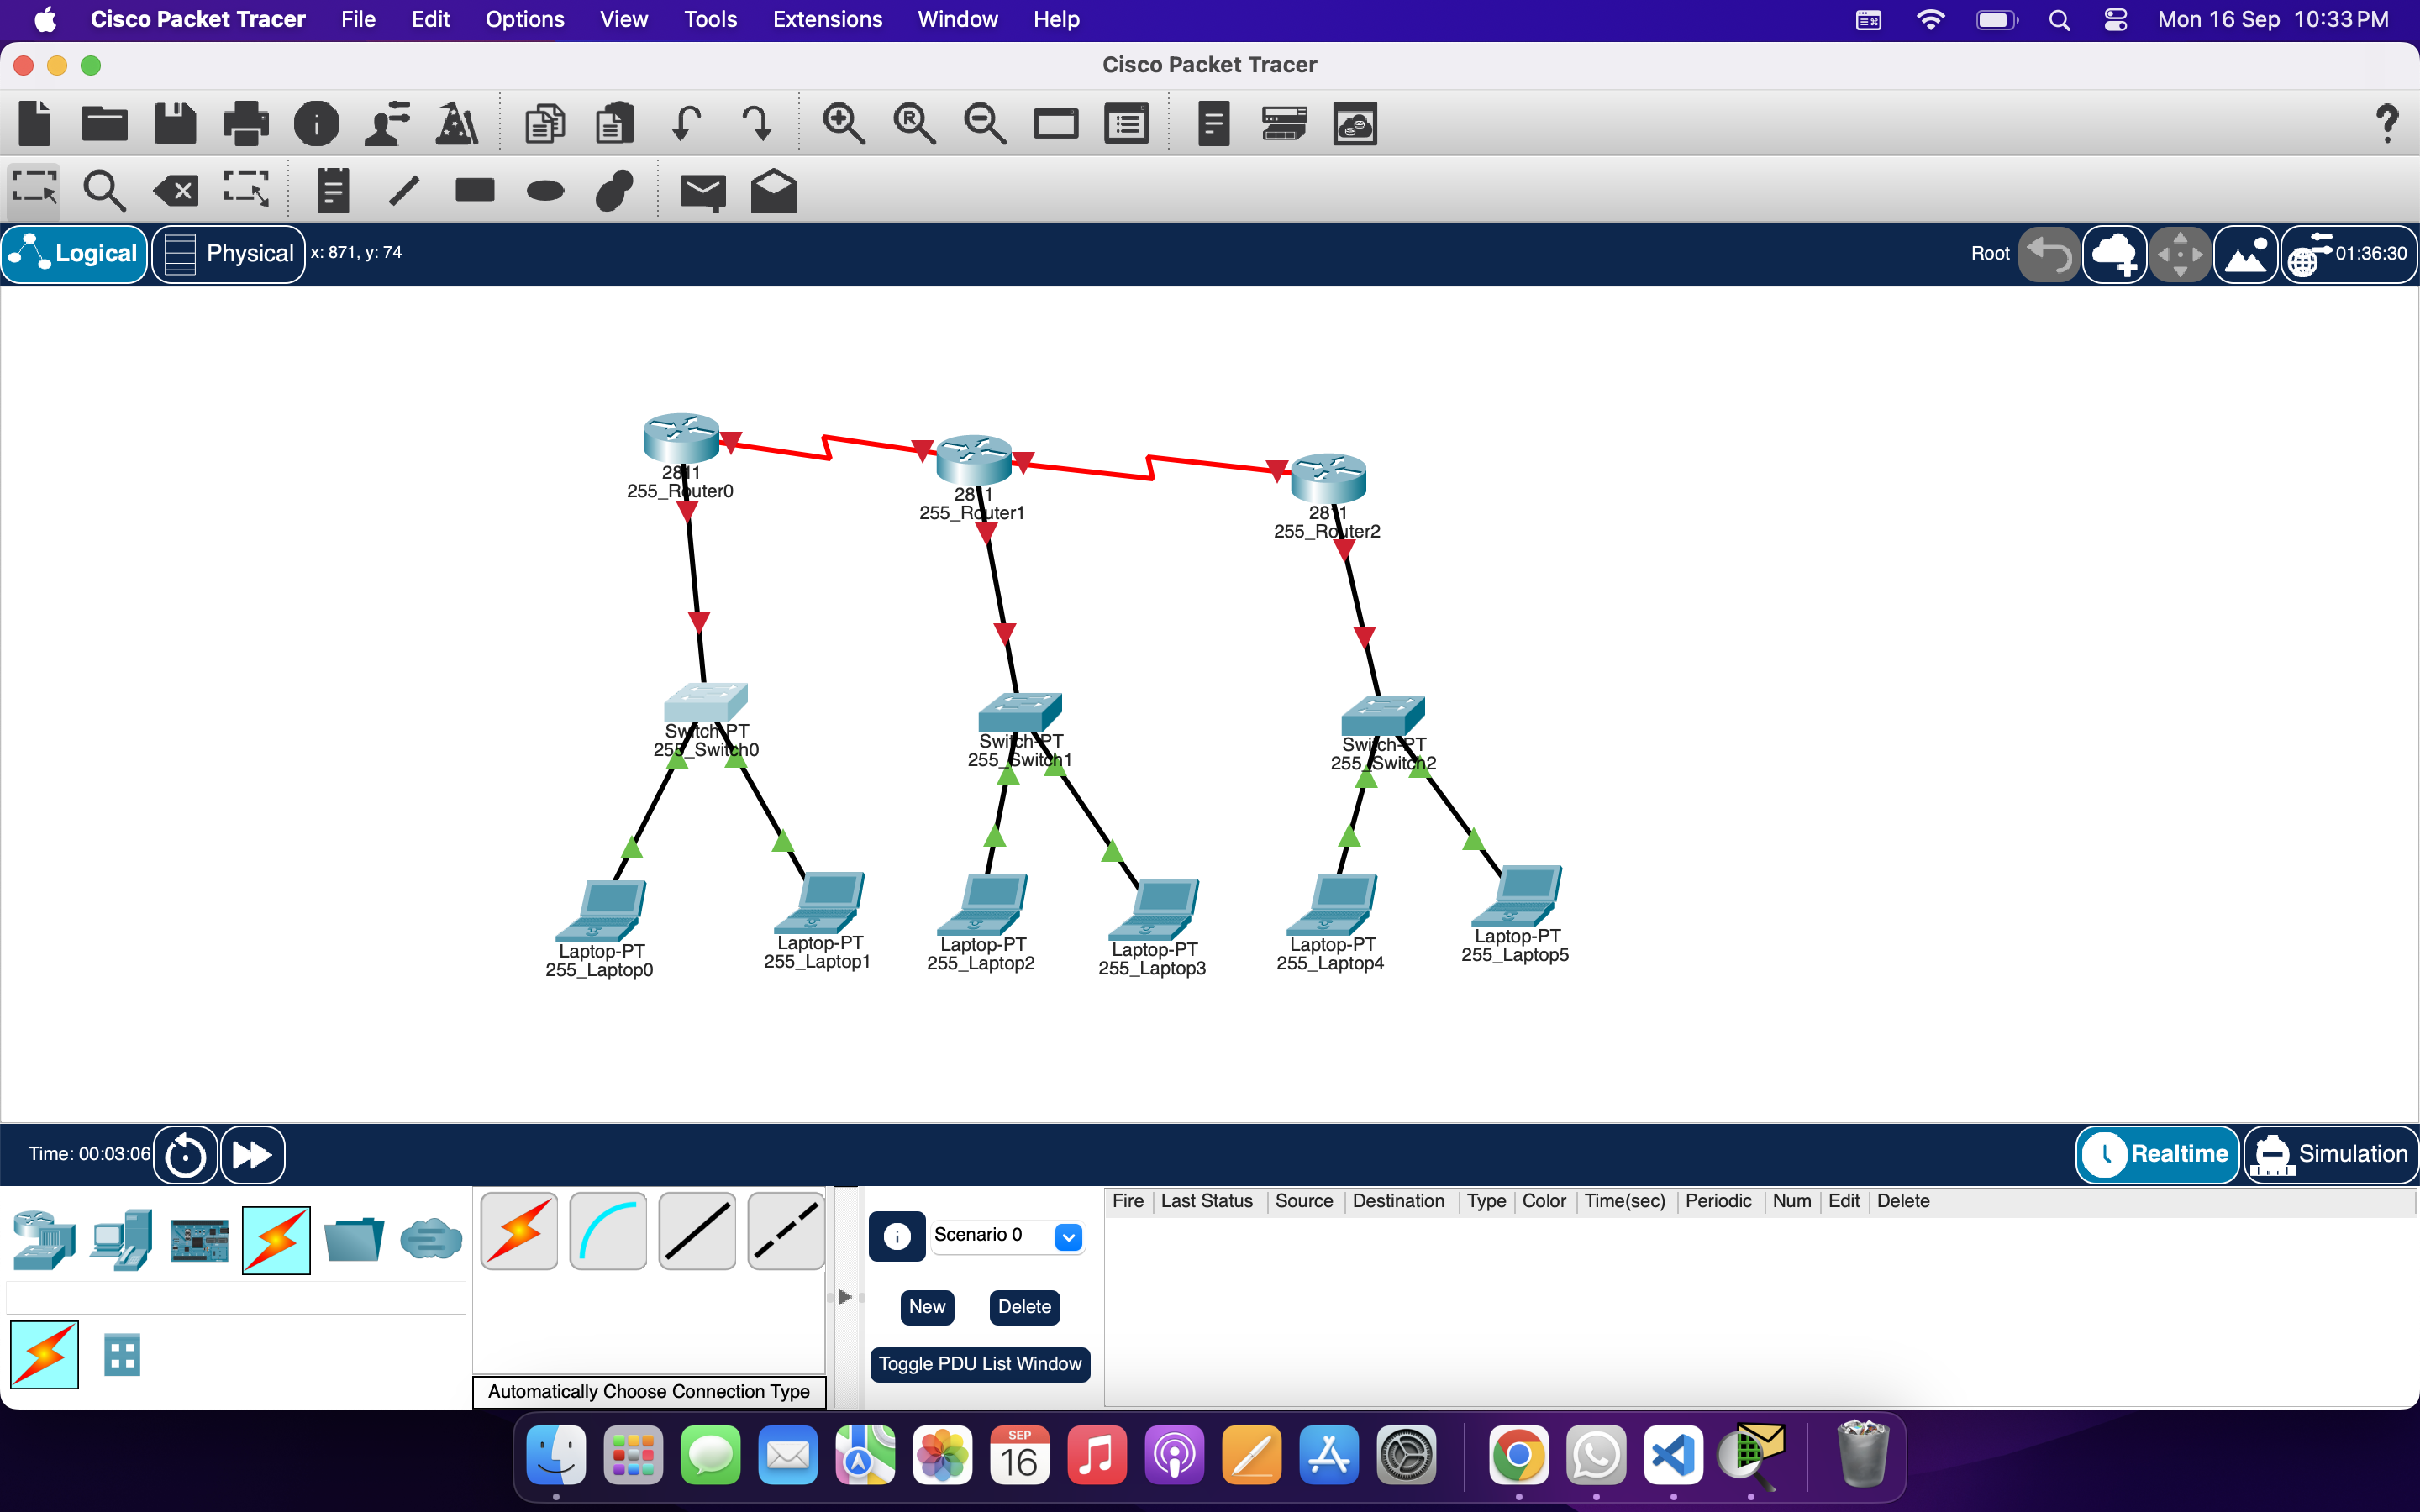 Cisco Packet Tracer File Edit Options View Tools Extensions Window Help Mon 16 Sep 10:33 PM
Cisco Packet Tracer
Logical Physical x: 871, y: 74 Root 01:36:30
2811
255_Router0
2811
255_Router1
2811
255_Router2
Switch-PT
255_Switch0
Switch-PT
255_Switch1
Switch-PT
255_Switch2
Laptop-PT
255_Laptop0
Laptop-PT
255_Laptop1
Laptop-PT
255_Laptop2
Laptop-PT
255_Laptop3
Laptop-PT
255_Laptop4
Laptop-PT
255_Laptop5
Time: 00:03:06 Realtime Simulation
Fire Last Status Source Destination Type Color Time(sec) Periodic Num Edit Delete
Scenario 0
New Delete
Toggle PDU List Window
Automatically Choose Connection Type
SEP
16